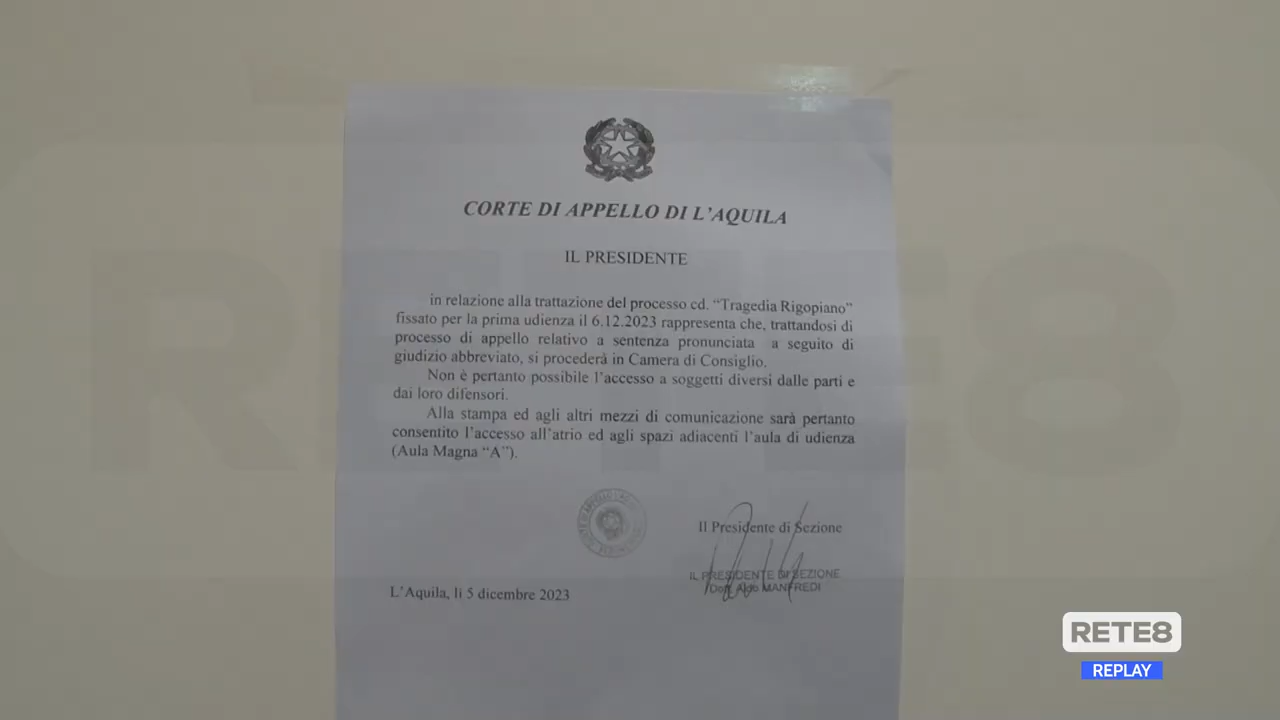 CORTE DI APPELLO DI L'AQUILA
IL PRESIDENTE
in relazione alla trattazione del processo cd. “Tragedia Rigopiano”
fissato per la prima udienza il 6.12.2023 rappresenta che, trattandosi di
processo di appello relativo a sentenza pronunciata a seguito di
giudizio abbreviato, si procederà in Camera di Consiglio.
Non è pertanto possibile l'accesso a soggetti diversi dalle parti e
dai loro difensori.
Alla stampa ed agli altri mezzi di comunicazione sarà pertanto
consentito l'accesso all'atrio ed agli spazi adiacenti l'aula di udienza
(Aula Magna “A”).
Il Presidente di Sezione
IL PRESIDENTE DI SEZIONE
Dott. Aldo MANFREDI
L'Aquila, li 5 dicembre 2023
RETE8
RETE8
REPLAY